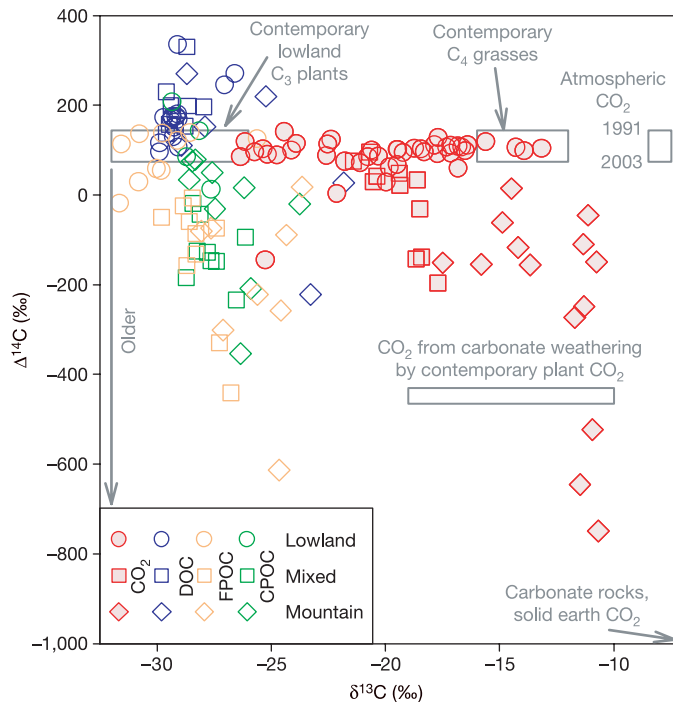 Contemporary
lowland
C3 plants
Contemporary
C4 grasses
Atmospheric
CO2
1991
2003
400
200
0
−200
−400
−600
−800
−1,000
Δ14C (‰)
Older
CO2 from carbonate weathering
by contemporary plant CO2
CO2
DOC
FPOC
CPOC
Lowland
Mixed
Mountain
Carbonate rocks,
solid earth CO2
−30
−25
−20
−15
−10
δ13C (‰)